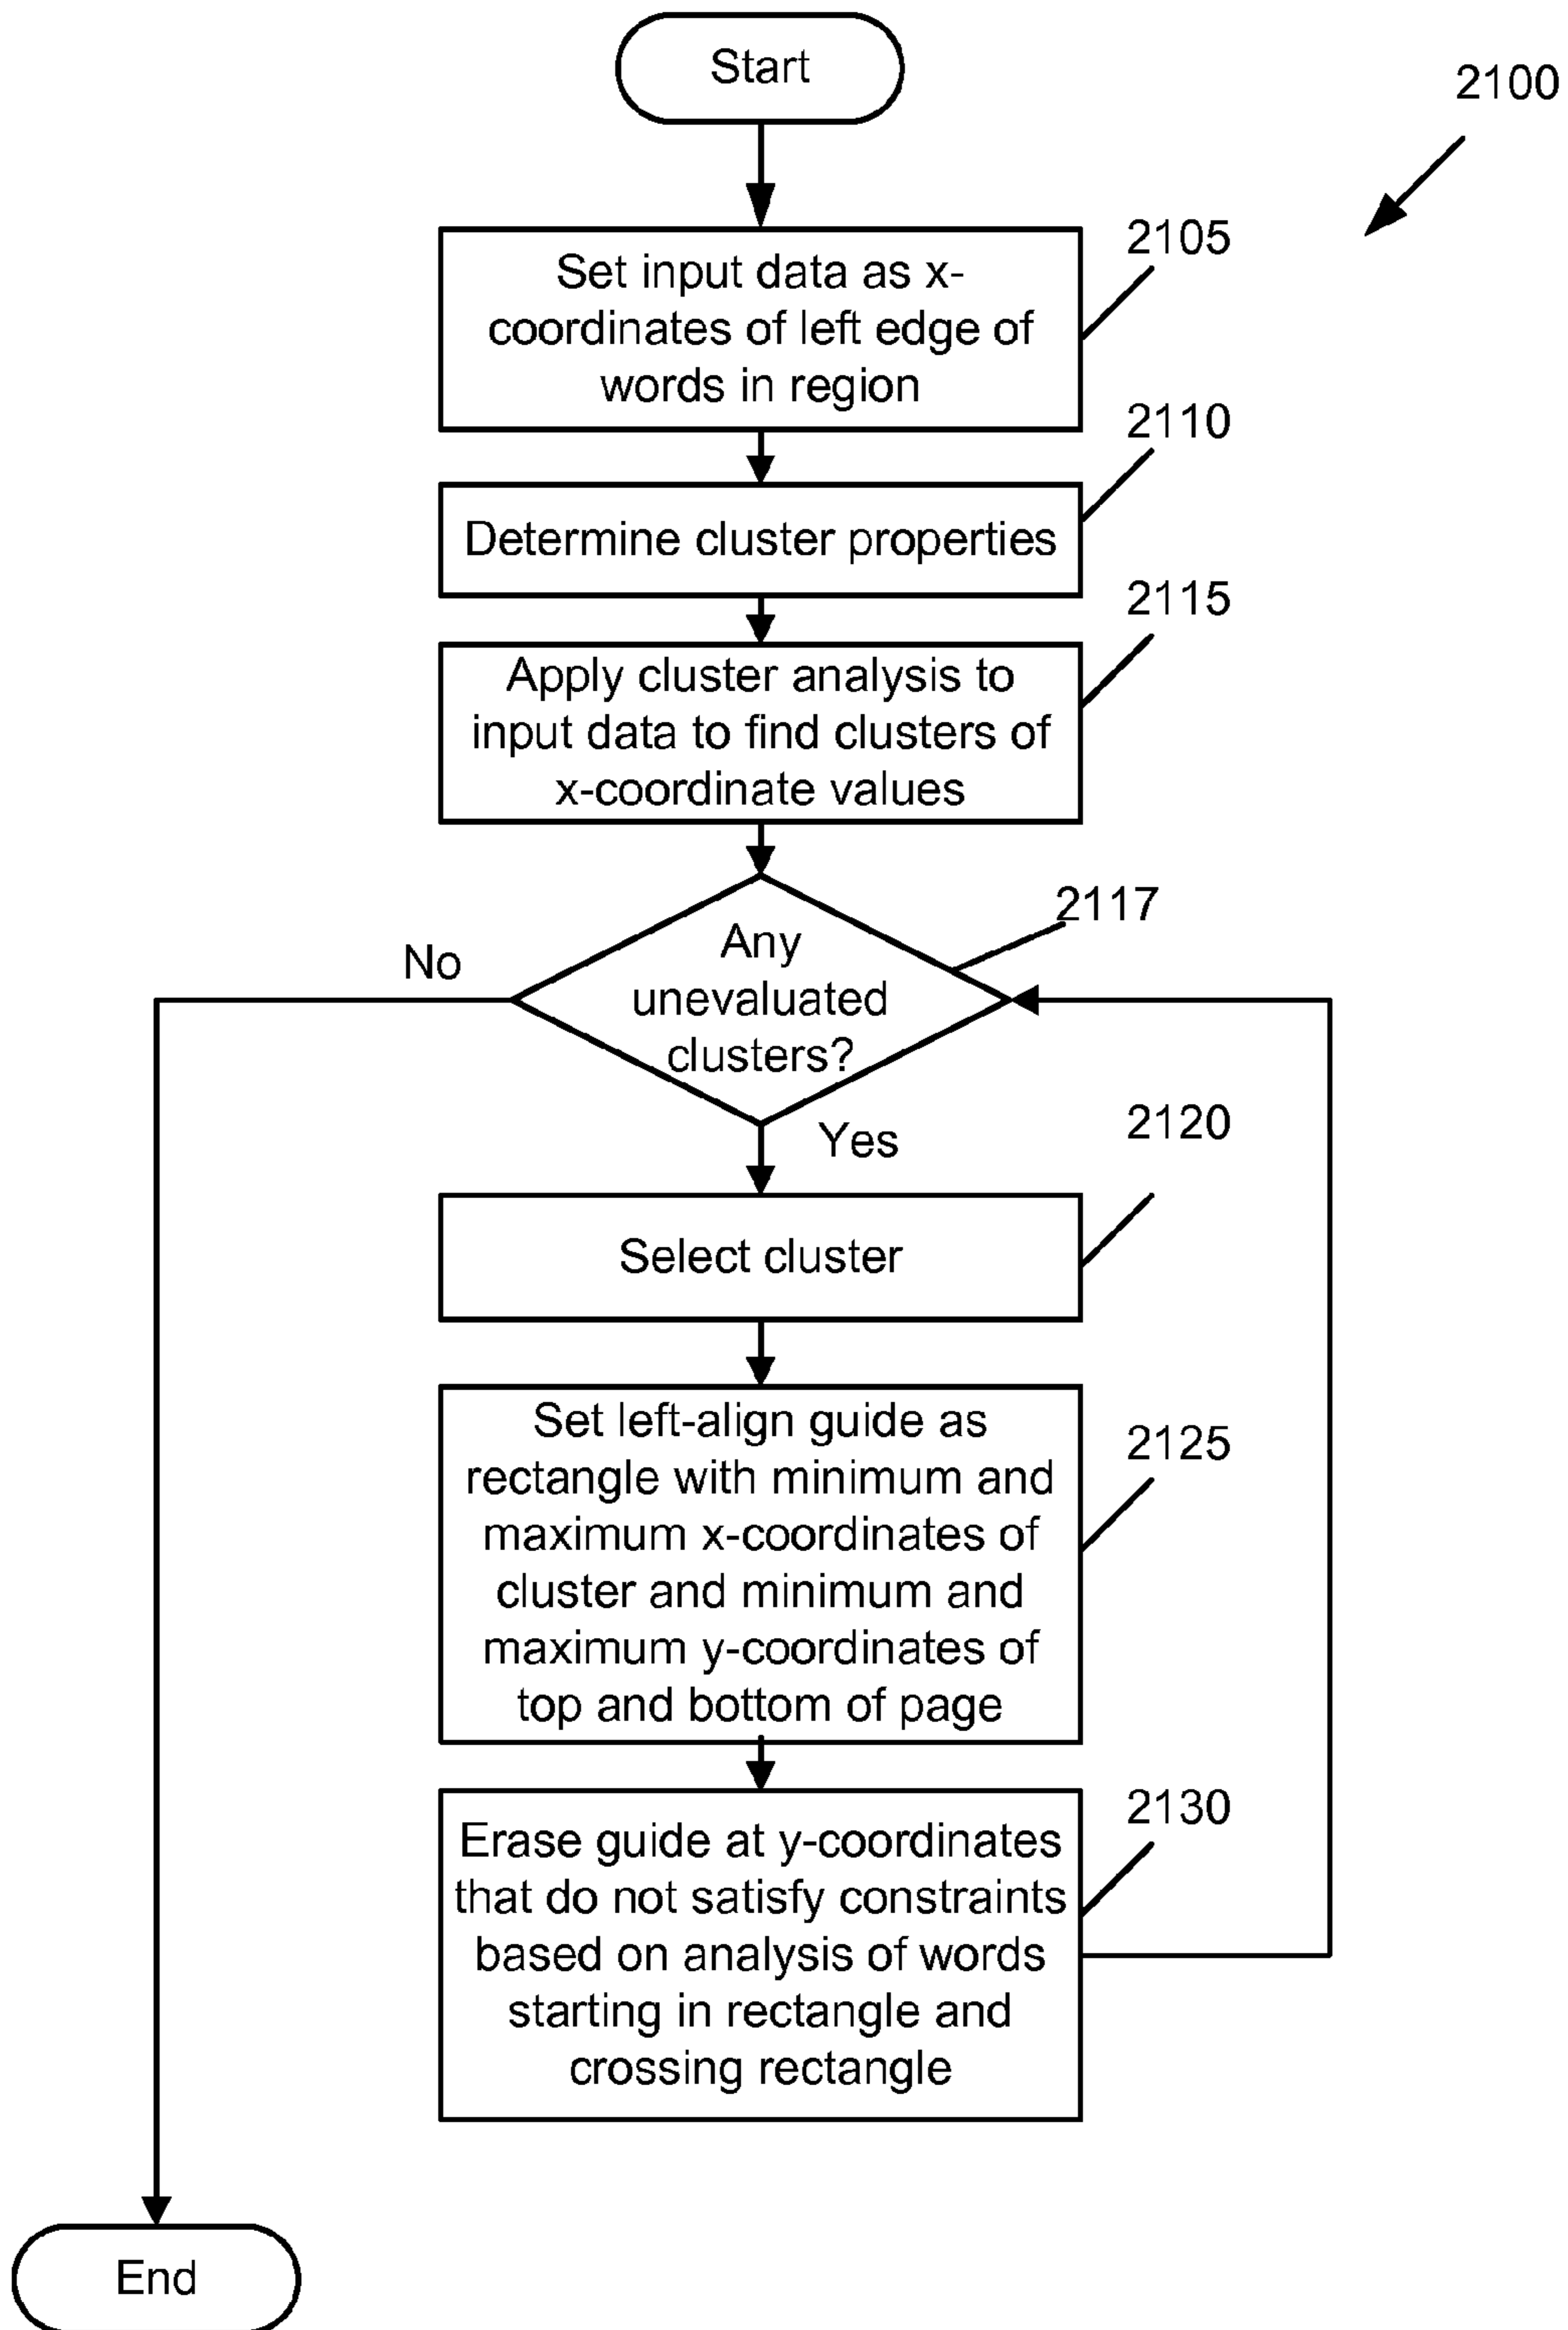 Start
2100
2105
Set input data as x-
coordinates of left edge of
words in region
2110
Determine cluster properties
2115
Apply cluster analysis to
input data to find clusters of
x-coordinate values
2117
Any
unevaluated
clusters?
No
Yes
2120
Select cluster
2125
Set left-align guide as
rectangle with minimum and
maximum x-coordinates of
cluster and minimum and
maximum y-coordinates of
top and bottom of page
2130
Erase guide at y-coordinates
that do not satisfy constraints
based on analysis of words
starting in rectangle and
crossing rectangle
End